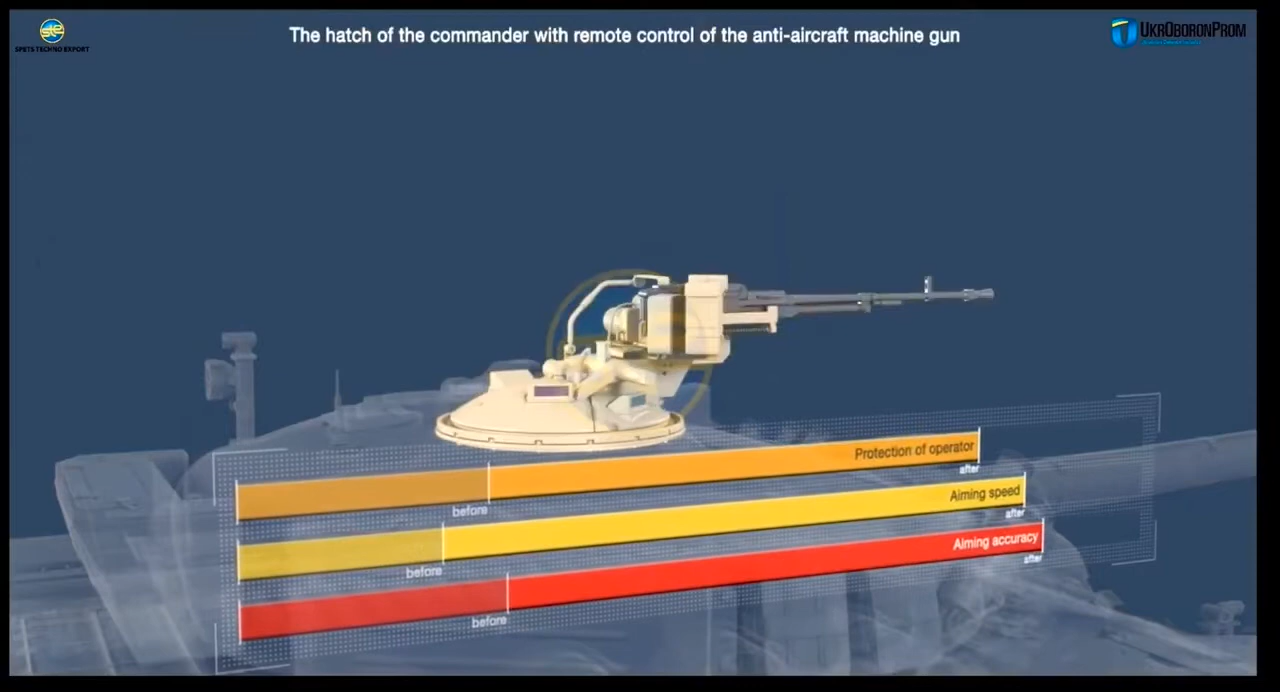 ste
SPETS TECHNO EXPORT
The hatch of the commander with remote control of the anti-aircraft machine gun
UKROBORONPROM
Protection of operator
after
before
Aiming speed
after
before
Aiming accuracy
after
before